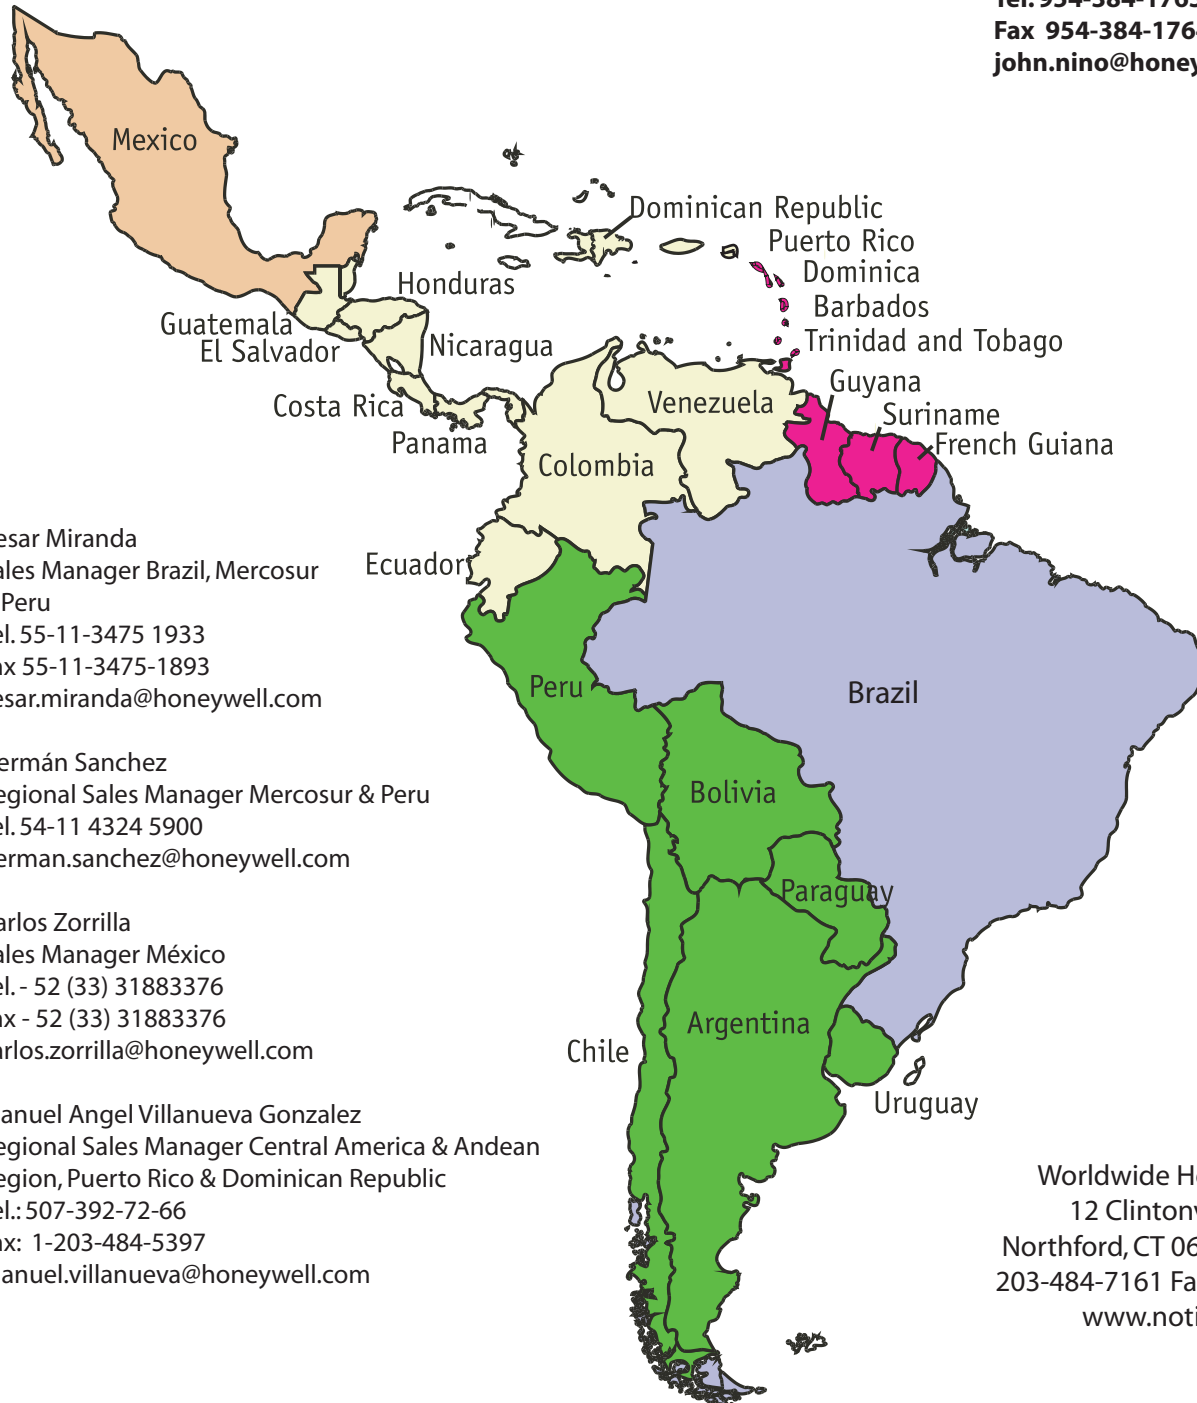 Fax 954-384-176
john.nino@honey
Mexico
Dominican Republic
Puerto Rico
Dominica
Honduras
Barbados
Guatemala
El Salvador
Nicaragua
Trinidad and Tobago
Guyana
Costa Rica
Venezuela
Suriname
Panama
French Guiana
Colombia
Ecuador
esar Miranda
ales Manager Brazil, Mercosur
Peru
el. 55-11-3475 1933
ax 55-11-3475-1893
esar.miranda@honeywell.com
Peru
Brazil
ermán Sanchez
egional Sales Manager Mercosur & Peru
el. 54-11 4324 5900
erman.sanchez@honeywell.com
Bolivia
Paraguay
arlos Zorrilla
ales Manager México
el. - 52 (33) 31883376
ax - 52 (33) 31883376
arlos.zorrilla@honeywell.com
Argentina
Chile
Uruguay
anuel Angel Villanueva Gonzalez
egional Sales Manager Central America & Andean
egion, Puerto Rico & Dominican Republic
el.: 507-392-72-66
ax: 1-203-484-5397
anuel.villanueva@honeywell.com
Worldwide He
12 Clinton
Northford, CT 06
203-484-7161 Fa
www.noti